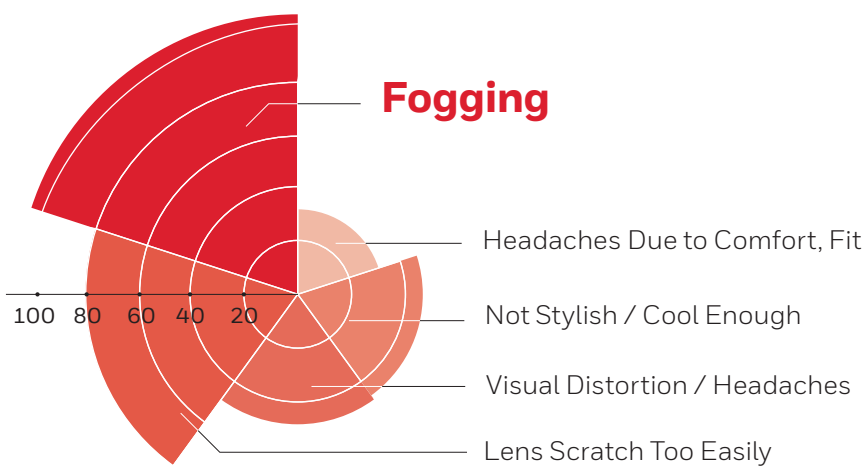 Fogging
Headaches Due to Comfort, Fit
Not Stylish / Cool Enough
Visual Distortion / Headaches
Lens Scratch Too Easily
100 80 60 40 20